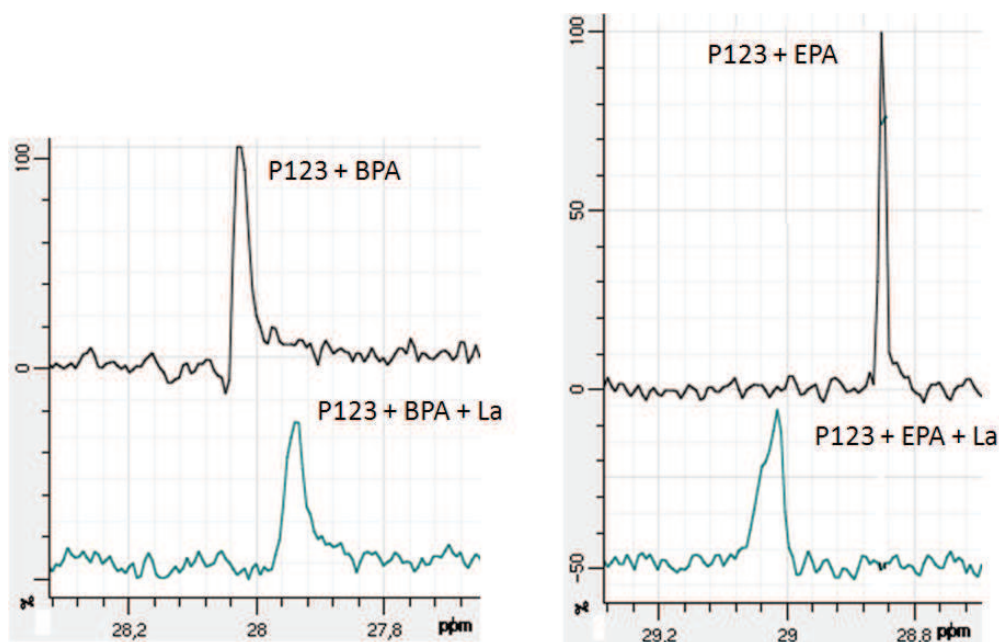 100
P123 + BPA
0
P123 + BPA + La
%
28,2
28
27,8
ppm
100
P123 + EPA
50
0
P123 + EPA + La
-50
%
29,2
29
28,8
ppm